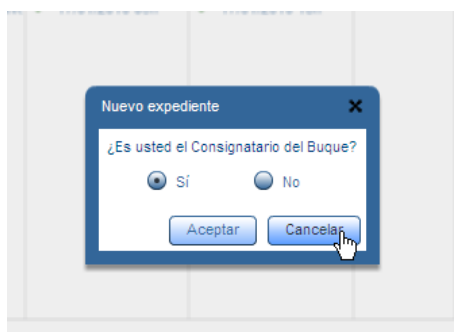 Nuevo expediente
¿Es usted el Consignatario del Buque?
Sí No
Aceptar Cancelar